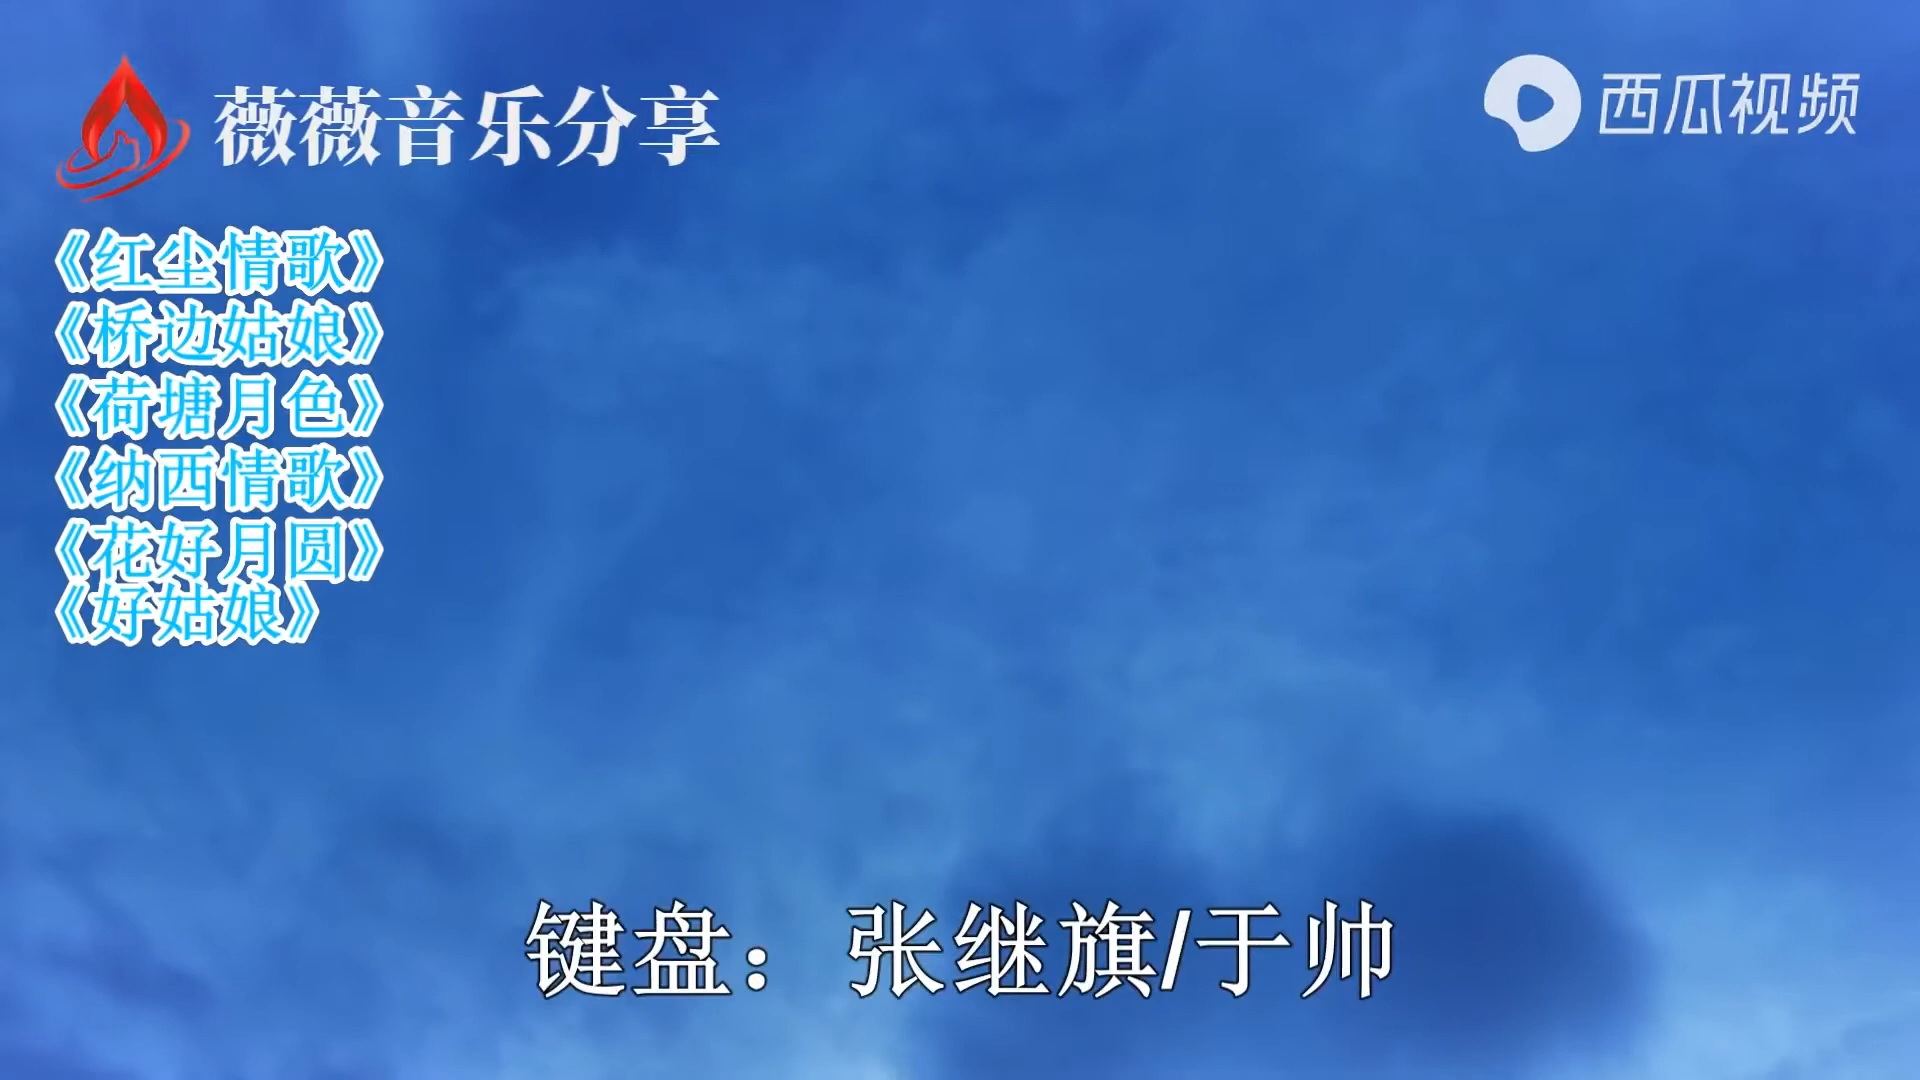 薇薇音乐分享
西瓜视频
《红尘情歌》
《桥边姑娘》
《荷塘月色》
《纳西情歌》
《花好月圆》
《好姑娘》
键盘：张继旗/于帅